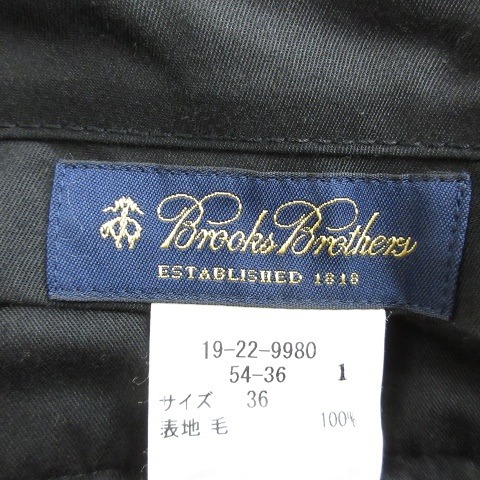 Brooks Brothers
ESTABLISHED 1818
19-22-9980
54-36 1
サイズ 36
表地 毛 100%